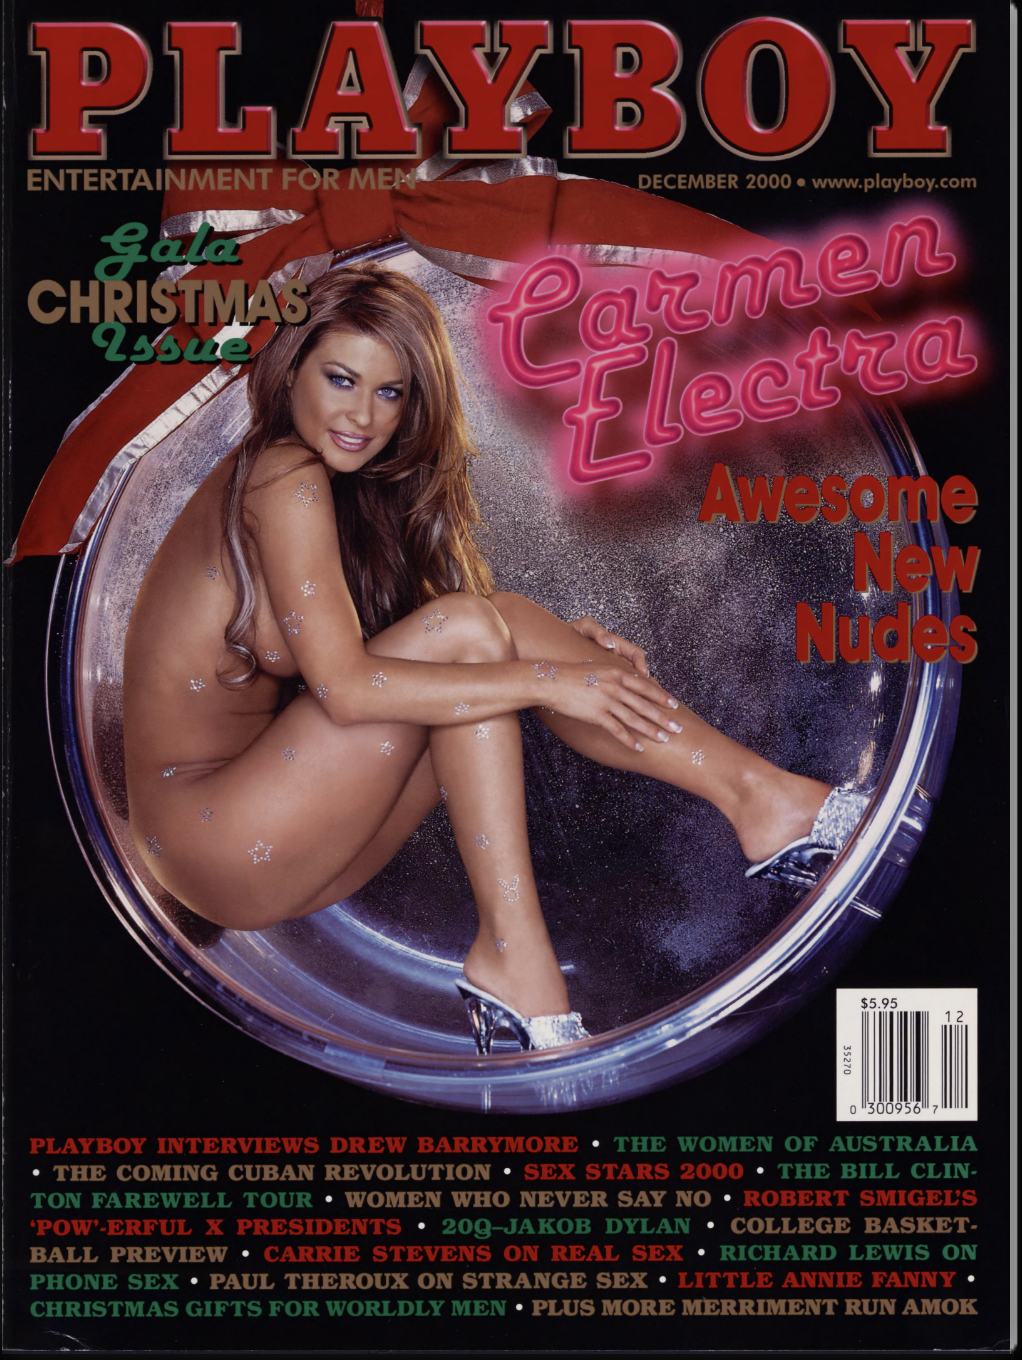 PLAYBOY
ENTERTAINMENT FOR MEN
DECEMBER 2000 • www.playboy.com
Gala
CHRISTMAS
Issue
Carmen
Electra
Awesome
New
Nudes
$5.95
12
35270
0 300956 7
PLAYBOY INTERVIEWS DREW BARRYMORE • THE WOMEN OF AUSTRALIA
• THE COMING CUBAN REVOLUTION • SEX STARS 2000 • THE BILL CLIN-
TON FAREWELL TOUR • WOMEN WHO NEVER SAY NO • ROBERT SMIGEL'S
'POW'-ERFUL X PRESIDENTS • 20Q–JAKOB DYLAN • COLLEGE BASKET-
BALL PREVIEW • CARRIE STEVENS ON REAL SEX • RICHARD LEWIS ON
PHONE SEX • PAUL THEROUX ON STRANGE SEX • LITTLE ANNIE FANNY •
CHRISTMAS GIFTS FOR WORLDLY MEN • PLUS MORE MERRIMENT RUN AMOK